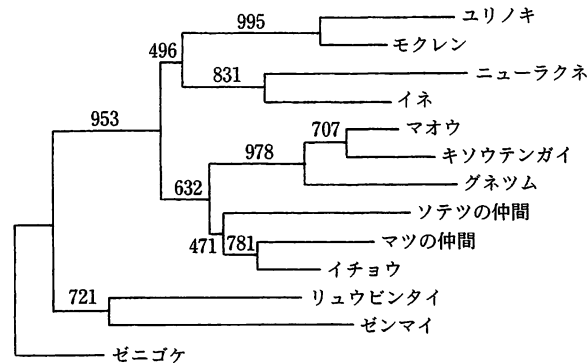 995
ユリノキ
モクレン
496
831
ニューラクネ
イネ
953
707
マオウ
キソウテンガイ
978
グネツム
632
ソテツの仲間
471
781
マツの仲間
イチョウ
721
リュウビンタイ
ゼンマイ
ゼニゴケ